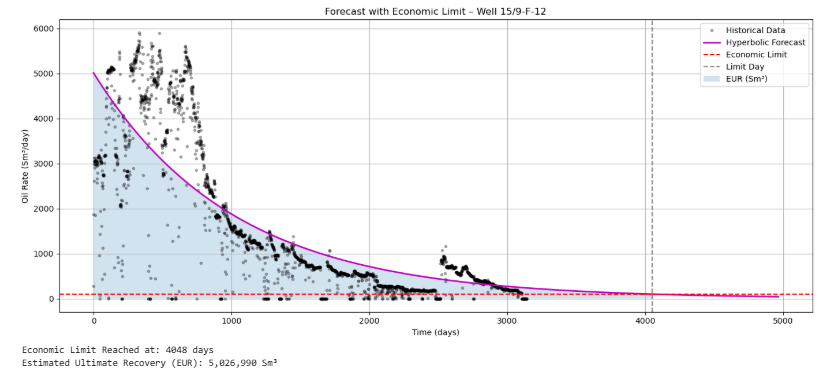 Forecast with Economic Limit – Well 15/9-F-12
Historical Data
Hyperbolic Forecast
Economic Limit
Limit Day
EUR (Sm³)
Oil Rate (Sm³/day)
6000
5000
4000
3000
2000
1000
0
0 1000 2000 3000 4000 5000
Time (days)
Economic Limit Reached at: 4048 days
Estimated Ultimate Recovery (EUR): 5,026,990 Sm³